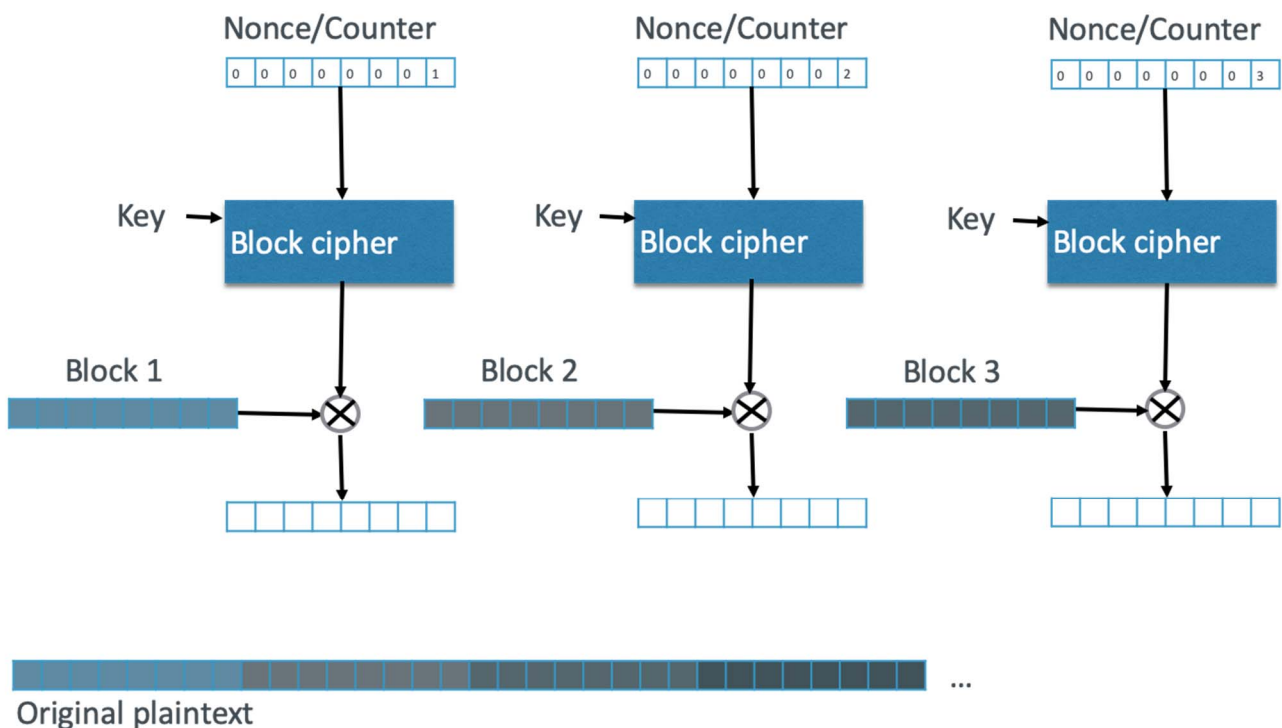 Nonce/Counter Nonce/Counter Nonce/Counter
0 0 0 0 0 0 0 1 0 0 0 0 0 0 0 2 0 0 0 0 0 0 0 3
Key Key Key
Block cipher Block cipher Block cipher
Block 1 Block 2 Block 3
...
Original plaintext